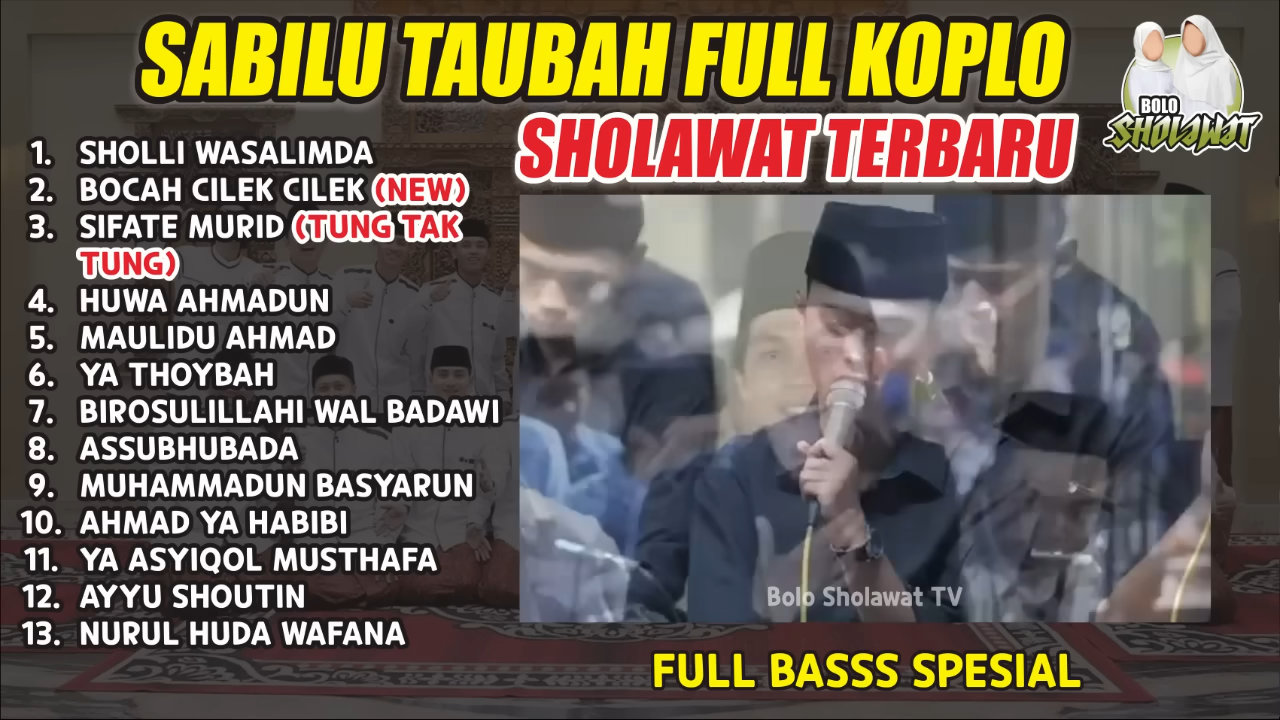 SABILU TAUBAH FULL KOPLO
SHOLAWAT TERBARU
BOLO
SHOLAWAT
1. SHOLLI WASALIMDA
2. BOCAH CILEK CILEK (NEW)
3. SIFATE MURID (TUNG TAK
TUNG)
4. HUWA AHMADUN
5. MAULIDU AHMAD
6. YA THOYBAH
7. BIROSULILLAHI WAL BADAWI
8. ASSUBHUBADA
9. MUHAMMADUN BASYARUN
10. AHMAD YA HABIBI
11. YA ASYIQOL MUSTHAFA
12. AYYU SHOUTIN
13. NURUL HUDA WAFANA
Bolo Sholawat TV
FULL BASSS SPESIAL